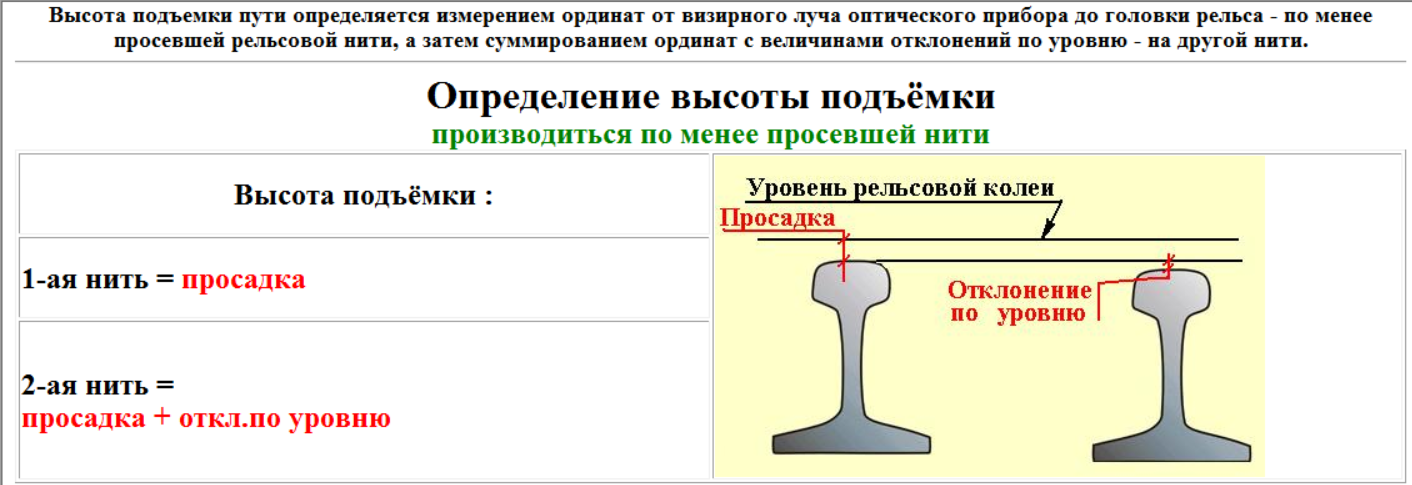 Высота подъемки пути определяется измерением ординат от визирного луча оптического прибора до головки рельса - по менее
просевшей рельсовой нити, а затем суммированием ординат с величинами отклонений по уровню - на другой нити.
Определение высоты подъёмки
производиться по менее просевшей нити
Высота подъёмки :
1-ая нить = просадка
2-ая нить =
просадка + откл.по уровню
Уровень рельсовой колеи
Просадка
Отклонение
по уровню